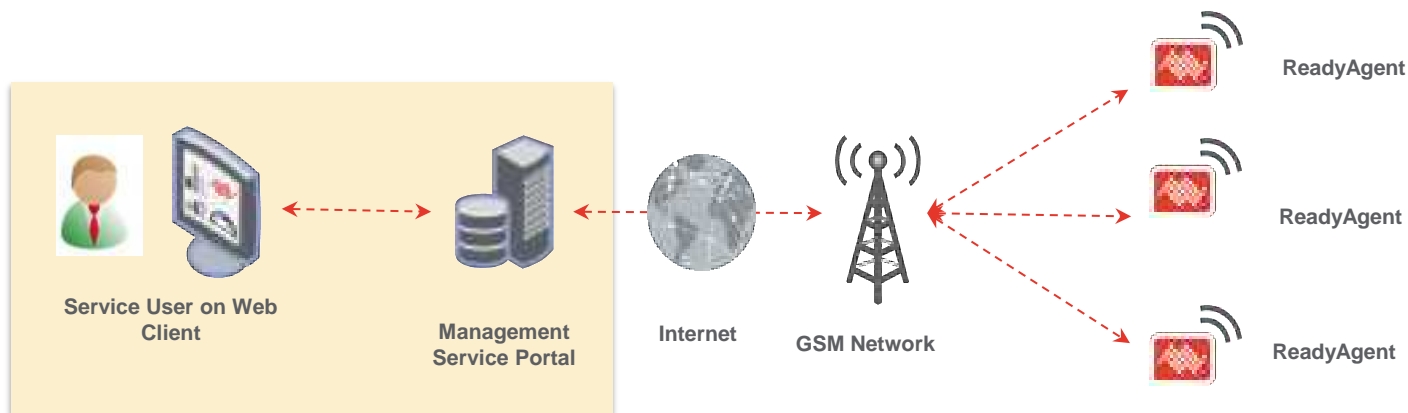 Service User on Web
Client
Management
Service Portal
Internet
GSM Network
ReadyAgent
ReadyAgent
ReadyAgent